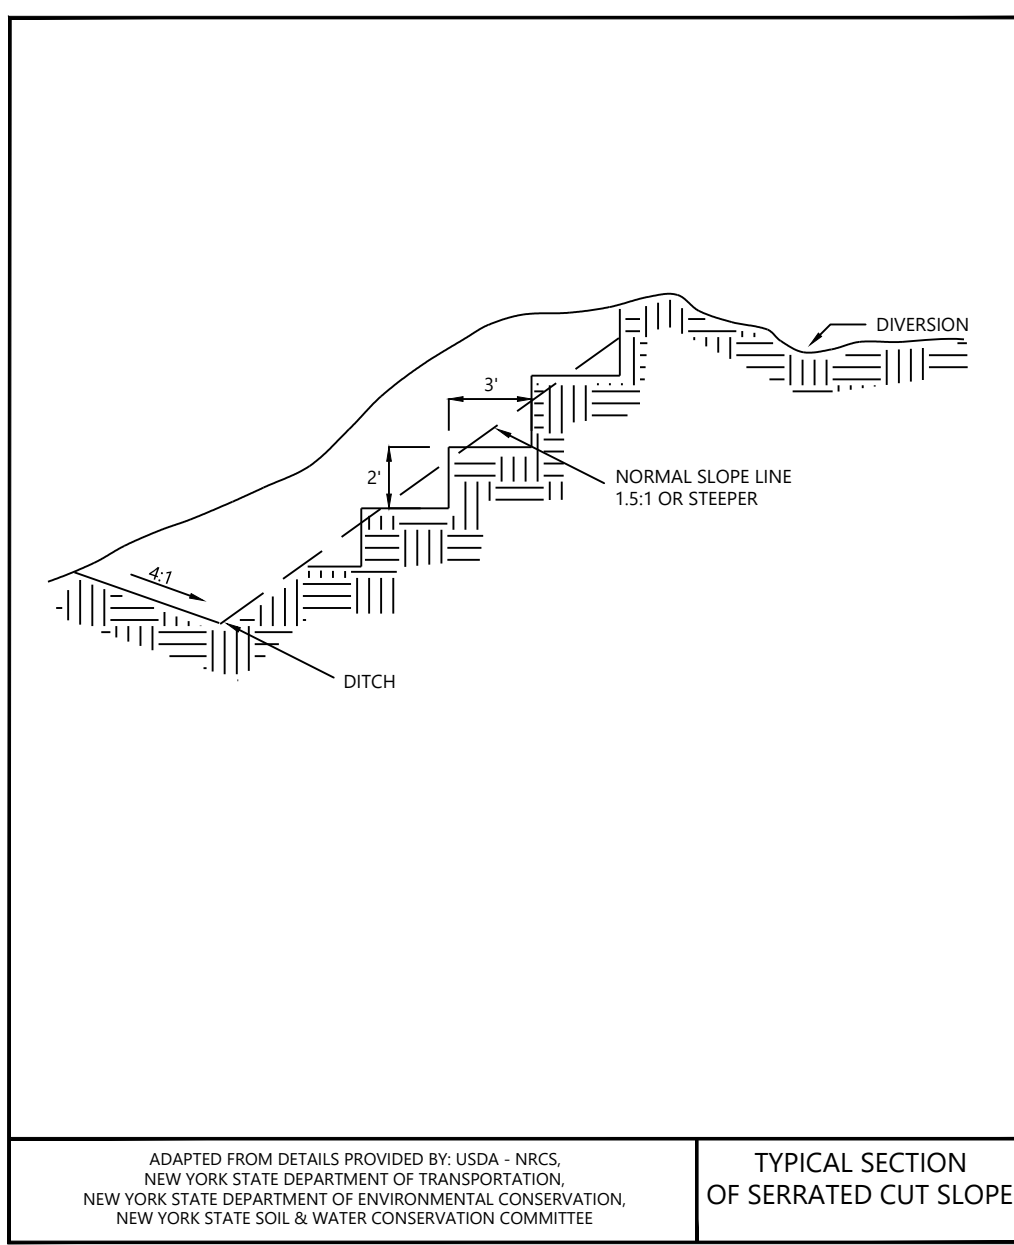 DIVERSION
3'
2'
NORMAL SLOPE LINE
1.5:1 OR STEEPER
4:1
DITCH
ADAPTED FROM DETAILS PROVIDED BY: USDA - NRCS,
NEW YORK STATE DEPARTMENT OF TRANSPORTATION,
NEW YORK STATE DEPARTMENT OF ENVIRONMENTAL CONSERVATION,
NEW YORK STATE SOIL & WATER CONSERVATION COMMITTEE
TYPICAL SECTION
OF SERRATED CUT SLOPE